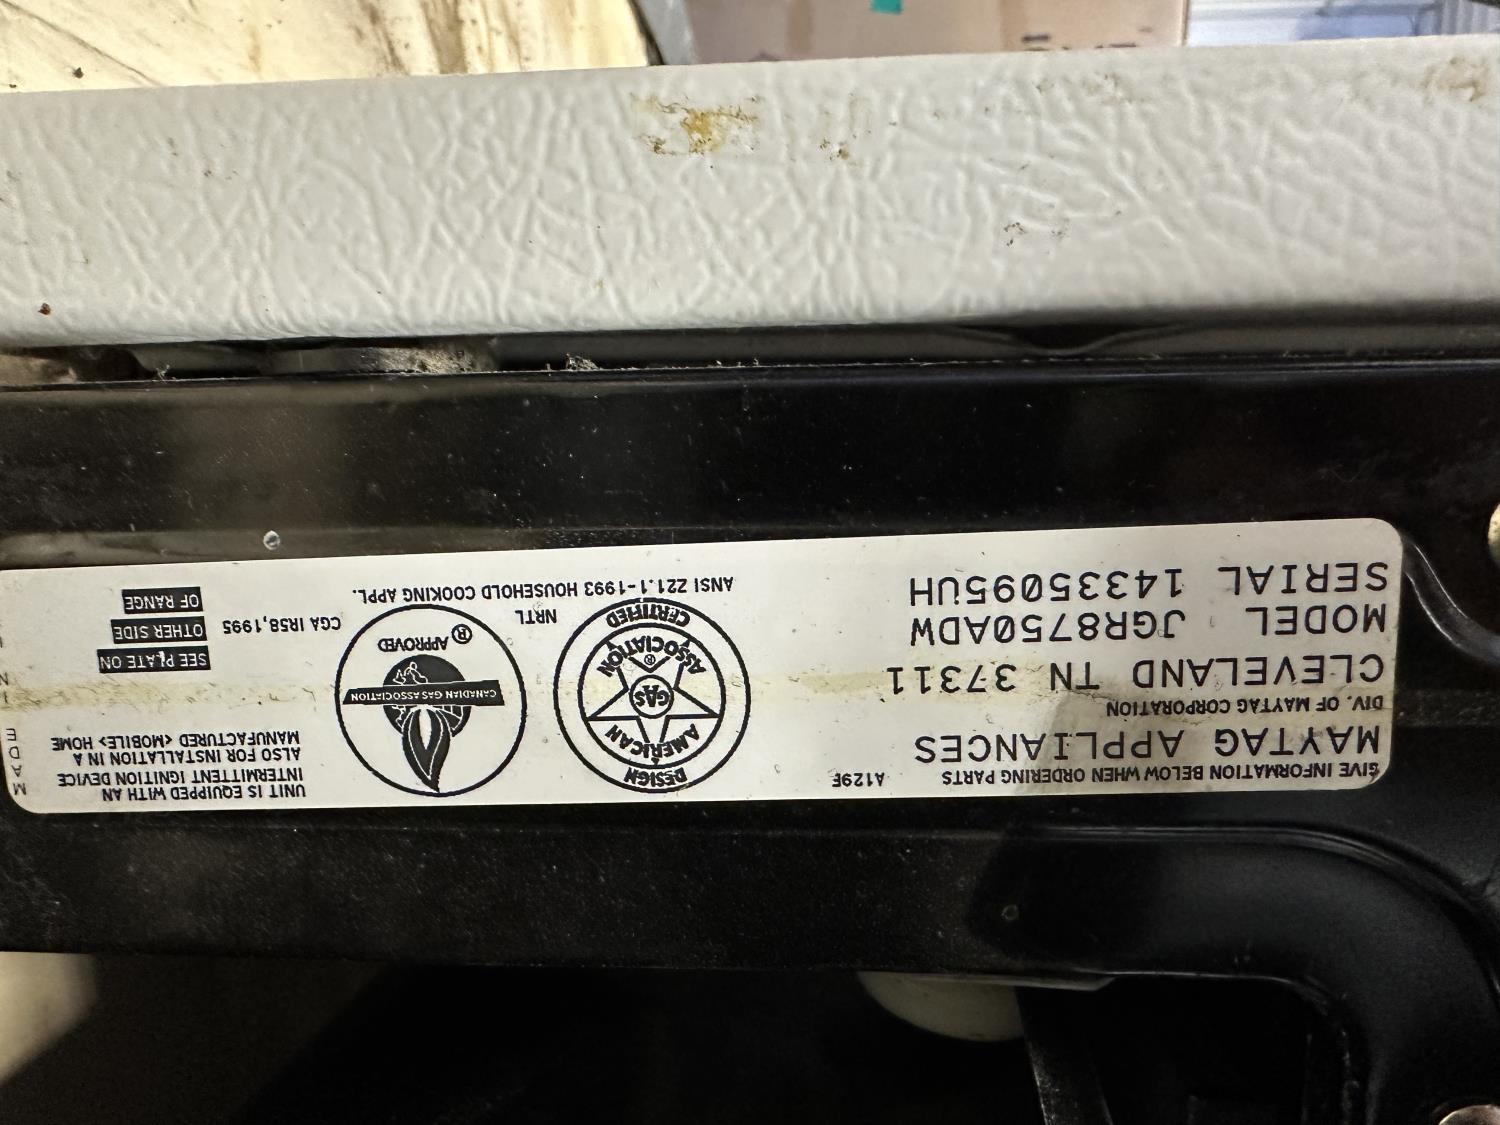 GIVE INFORMATION BELOW WHEN ORDERING PARTS A129F
MAYTAG APPLIANCES
DIV. OF MAYTAG CORPORATION
CLEVELAND TN 37311
MODEL JGR8750ADW
SERIAL 14335095UH
DESIGN
AMERICAN
GAS
ASSOCIATION
®
CERTIFIED
NRTL
ANSI Z21.1-1993 HOUSEHOLD COOKING APPL.
CANADIAN GAS ASSOCIATION
APPROVED
®
CGA IR58,1995
UNIT IS EQUIPPED WITH AN
INTERMITTENT IGNITION DEVICE
ALSO FOR INSTALLATION IN A
MANUFACTURED <MOBILE> HOME
SEE PLATE ON
OTHER SIDE
OF RANGE
MADE IN